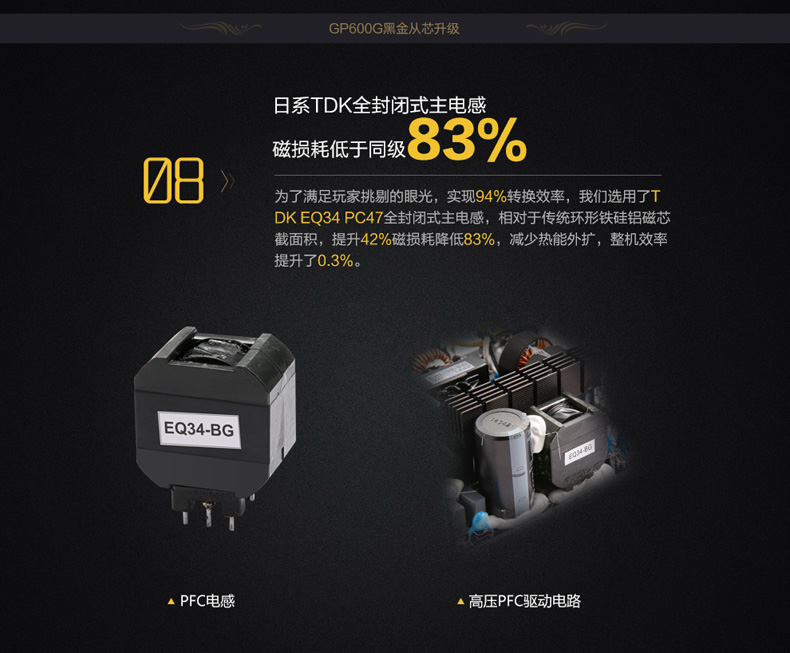 GP600G黑金从芯升级
日系TDK全封闭式主电感
磁损耗低于同级83%
08
为了满足玩家挑剔的眼光，实现94%转换效率，我们选用了T
DK EQ34 PC47全封闭式主电感，相对于传统环形铁硅铝磁芯
截面积，提升42%磁损耗降低83%，减少热能外扩，整机效率
提升了0.3%。
EQ34-BG
EQ34-BG
PFC电感
高压PFC驱动电路